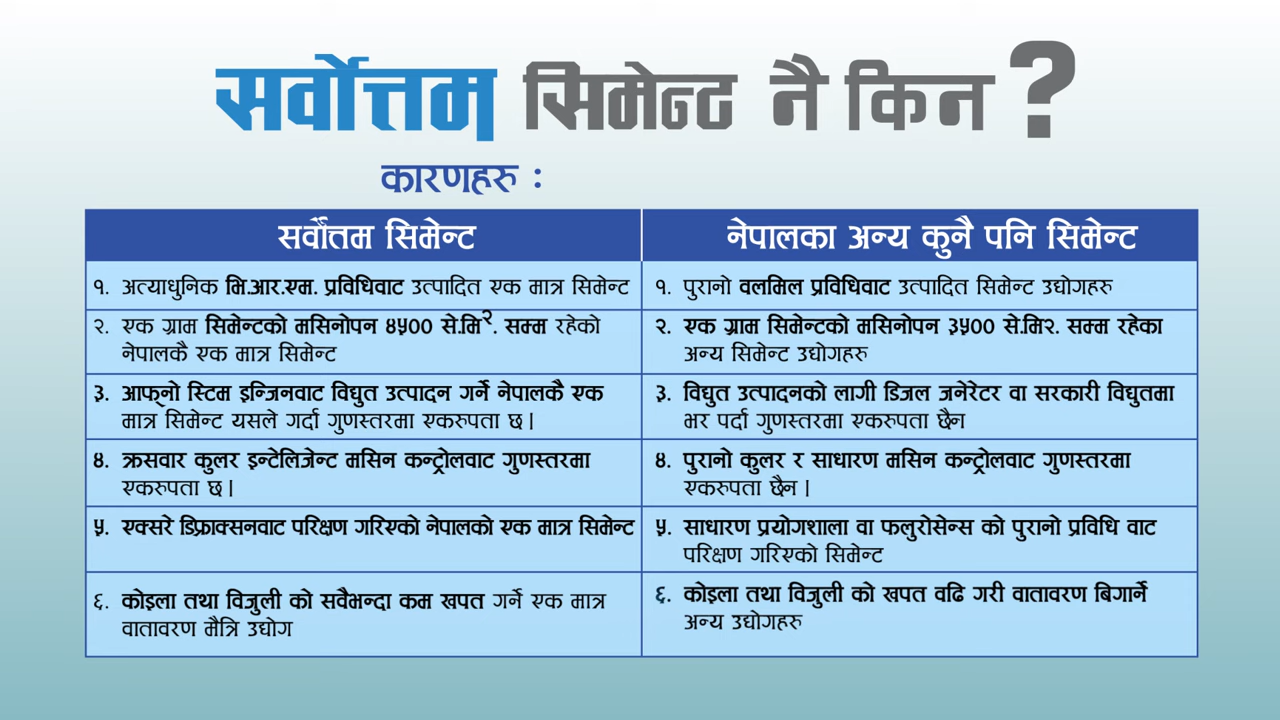 सर्वोत्तम सिमेन्ट नै किन ?
कारणहरु :
सर्वोत्तम सिमेन्ट
नेपालका अन्य कुनै पनि सिमेन्ट
१. अत्याधुनिक भि.आर.एम. प्रविधिवाट उत्पादित एक मात्र सिमेन्ट
१. पुरानो वलमिल प्रविधिवाट उत्पादित सिमेन्ट उद्योगहरु
२. एक ग्राम सिमेन्टको मसिनोपन ४५०० से.मि२. सम्म रहेको
नेपालकै एक मात्र सिमेन्ट
२. एक ग्राम सिमेन्टको मसिनोपन ३५०० से.मि२. सम्म रहेका
अन्य सिमेन्ट उद्योगहरु
३. आफ्नो स्टिम इन्जिनवाट विद्युत उत्पादन गर्ने नेपालकै एक
मात्र सिमेन्ट यसले गर्दा गुणस्तरमा एकरुपता छ।
३. विद्युत उत्पादनको लागी डिजल जनेरेटर वा सरकारी विद्युतमा
भर पर्दा गुणस्तरमा एकरुपता छैन
४. क्रसवार कुलर इन्टेलिजेन्ट मसिन कन्ट्रोलवाट गुणस्तरमा
एकरुपता छ।
४. पुरानो कुलर र साधारण मसिन कन्ट्रोलवाट गुणस्तरमा
एकरुपता छैन।
५. एक्सरे डिफ्राक्सनवाट परिक्षण गरिएको नेपालको एक मात्र सिमेन्ट
५. साधारण प्रयोगशाला वा फलुरोसेन्स को पुरानो प्रविधि वाट
परिक्षण गरिएको सिमेन्ट
६. कोइला तथा विजुली को सवैभन्दा कम खपत गर्ने एक मात्र
वातावरण मैत्रि उद्योग
६. कोइला तथा विजुली को खपत वढि गरी वातावरण बिगार्ने
अन्य उद्योगहरु